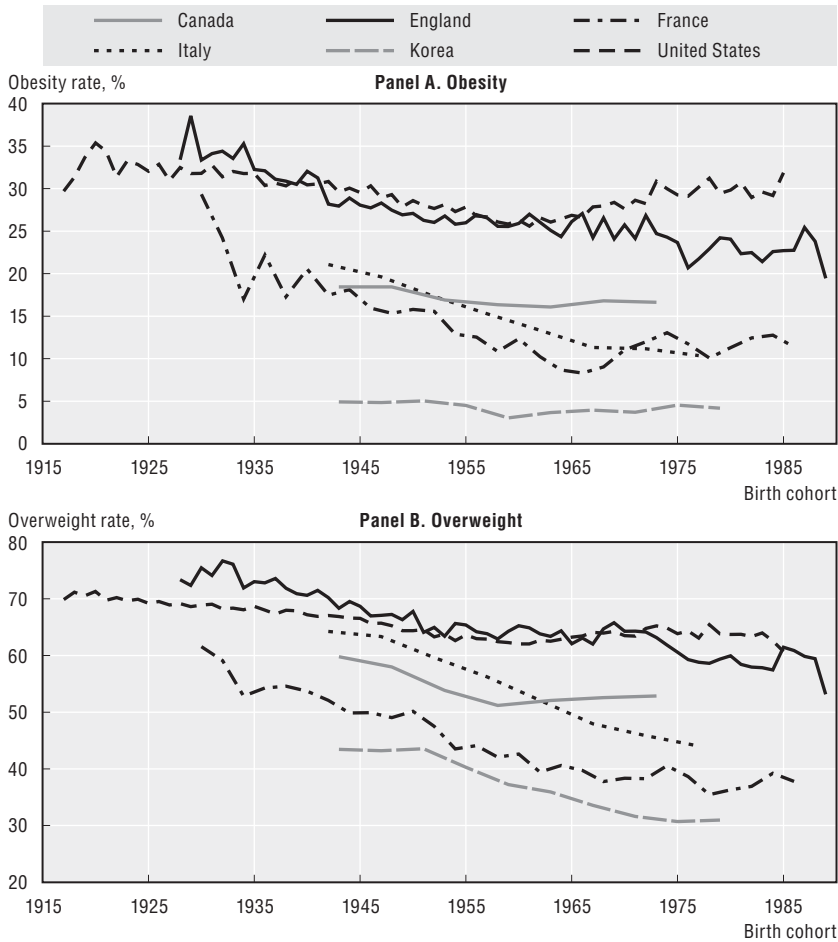 Canada England France
Italy Korea United States
Obesity rate, % Panel A. Obesity
40
35
30
25
20
15
10
5
0
1915 1925 1935 1945 1955 1965 1975 1985
Birth cohort
Overweight rate, % Panel B. Overweight
80
70
60
50
40
30
20
1915 1925 1935 1945 1955 1965 1975 1985
Birth cohort